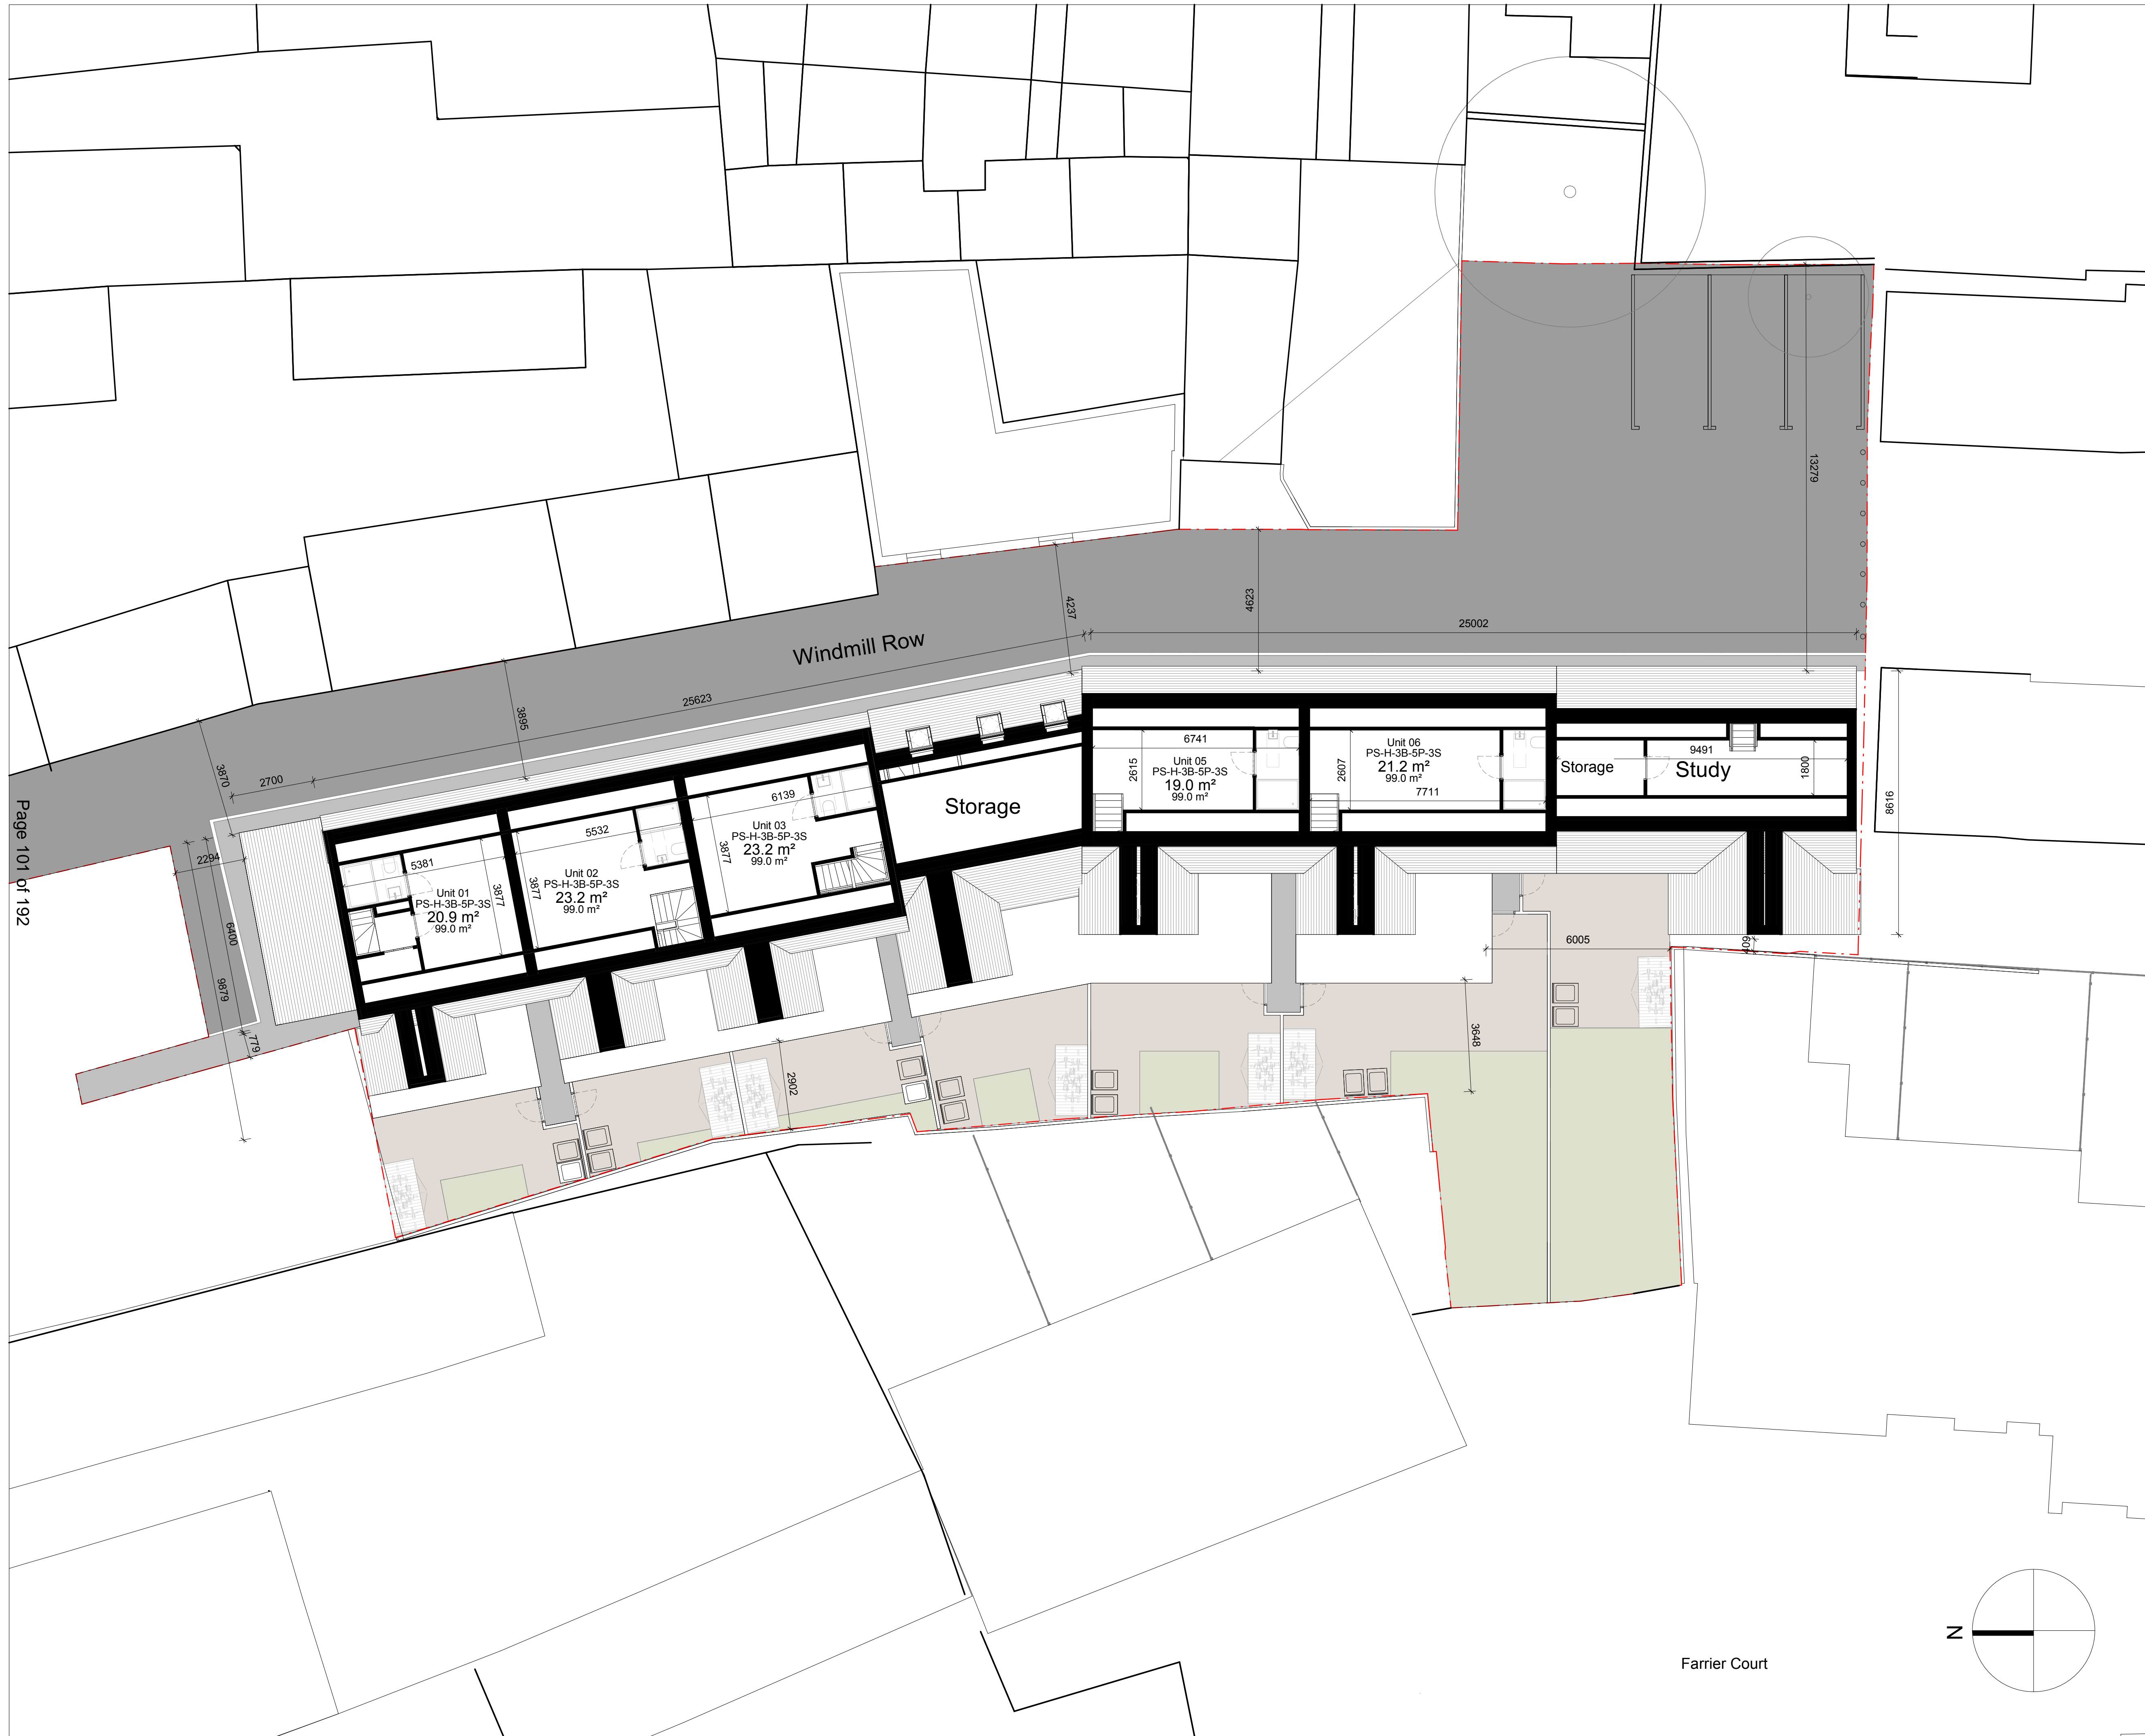 13279
4623
4237
25002
Windmill Row
25623
3895
3870
2700
2294
6400
9879
779
Page 101 of 192
5381
Unit 01
PS-H-3B-5P-3S
20.9 m²
99.0 m²
3877
5532
Unit 02
PS-H-3B-5P-3S
23.2 m²
99.0 m²
3877
6139
Unit 03
PS-H-3B-5P-3S
23.2 m²
99.0 m²
3877
Storage
6741
2615
Unit 05
PS-H-3B-5P-3S
19.0 m²
99.0 m²
2607
Unit 06
PS-H-3B-5P-3S
21.2 m²
99.0 m²
7711
Storage
9491
Study
1800
8616
6005
409
3648
2902
N
Farrier Court